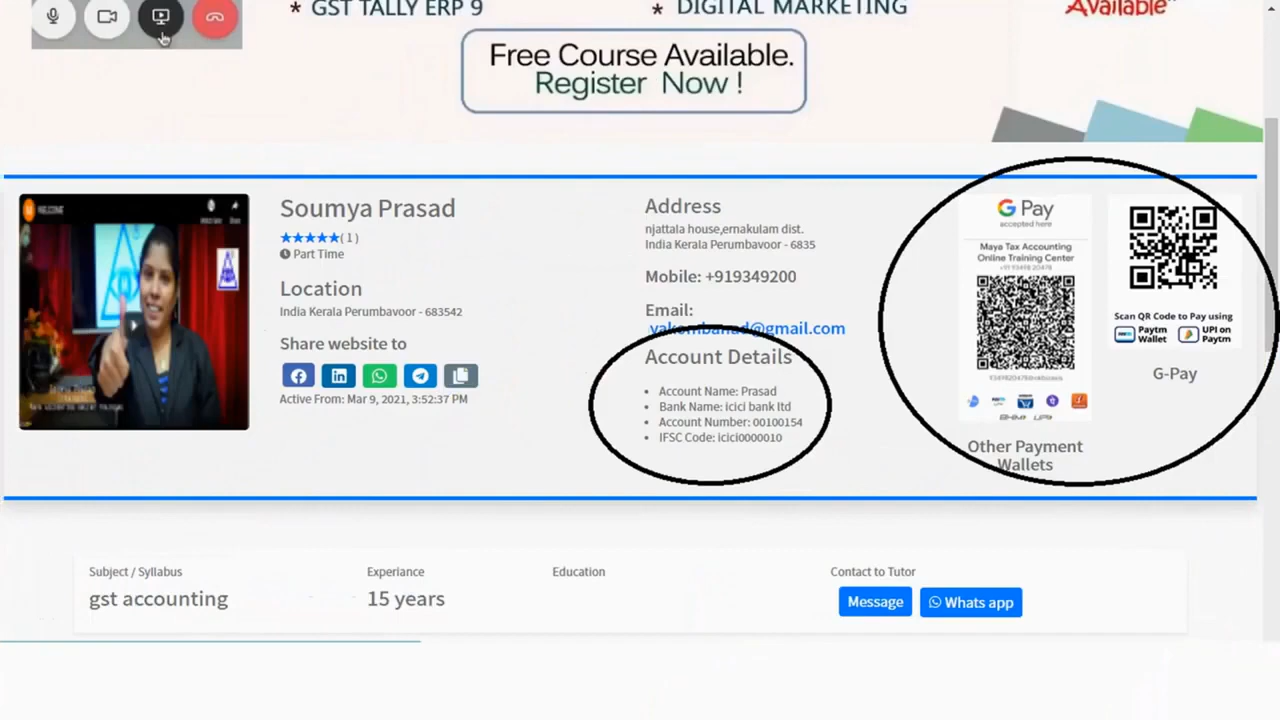 * GST TALLY ERP 9
* DIGITAL MARKETING
Available
Free Course Available.
Register Now !
Soumya Prasad
( 1 )
Part Time
Location
India Kerala Perumbavoor - 683542
Share website to
Active From: Mar 9, 2021, 3:52:37 PM
Address
njattala house,ernakulam dist.
India Kerala Perumbavoor - 6835
Mobile: +919349200
Email:
vakombanad@gmail.com
Account Details
Account Name: Prasad
Bank Name: icici bank ltd
Account Number: 00100154
IFSC Code: icici0000010
G Pay
accepted here
Maya Tax Accounting
Online Training Center
Other Payment
Wallets
Scan QR Code to Pay using
Paytm Wallet
UPI on Paytm
G-Pay
Subject / Syllabus
gst accounting
Experiance
15 years
Education
Contact to Tutor
Message
Whats app